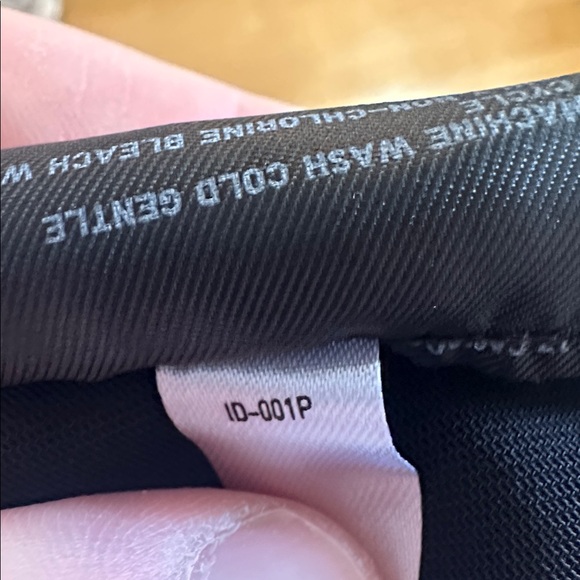 MACHINE WASH COLD GENTLE
NON-CHLORINE BLEACH
ID-001P